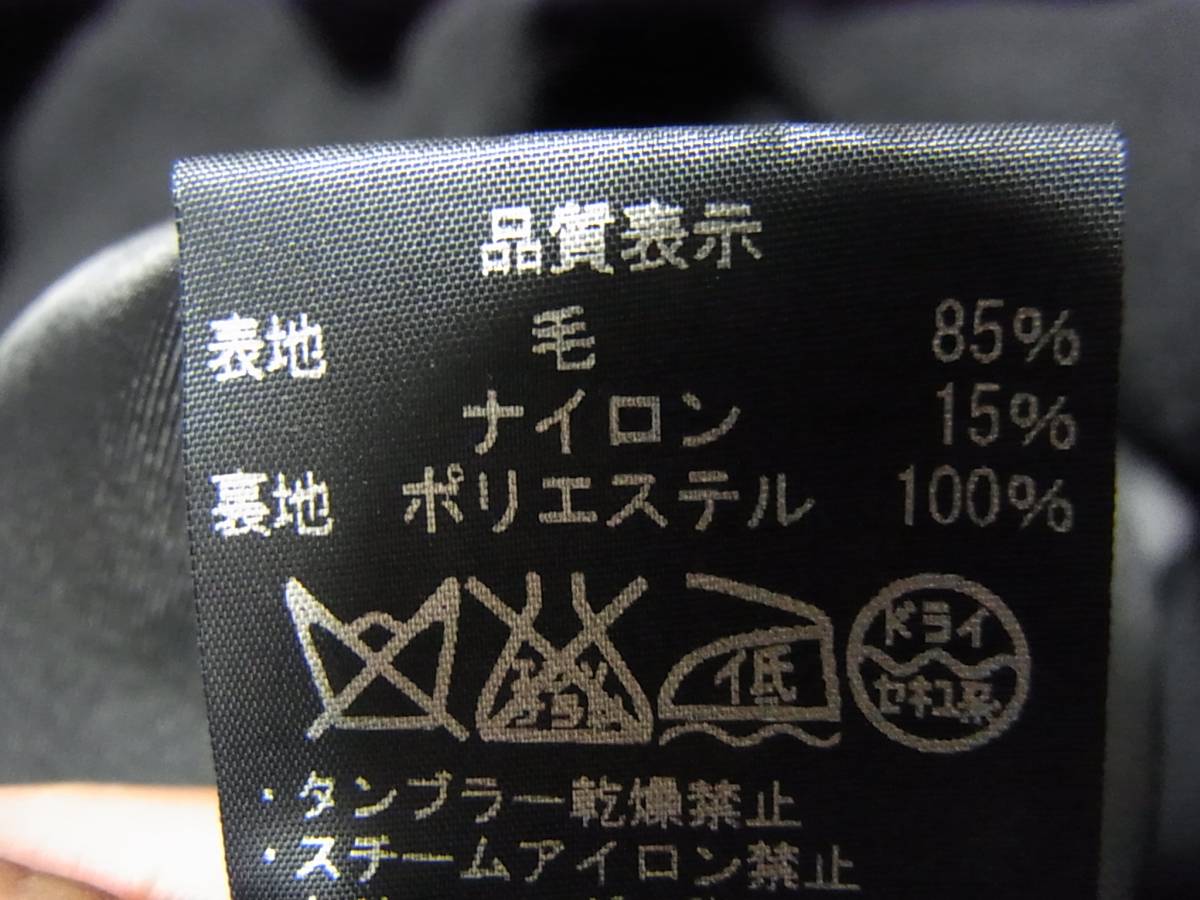 品質表示
表地 毛 85%
ナイロン 15%
裏地 ポリエステル 100%
低
ドライ
セキユ系
・タンブラー乾燥禁止
・スチームアイロン禁止